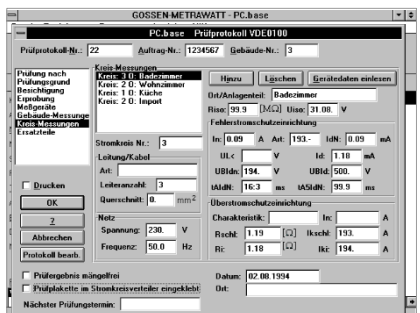 GOSSEN-METRAWATT - PC.base
PC.base Prüfprotokoll VDE0100
Prüfprotokoll-Nr.: 22 Auftrag-Nr.: 1234567 Gebäude-Nr.: 3
Prüfung nach
Prüfungsgrund
Besichtigung
Erprobung
Meßgeräte
Gebäude-Messunge
Kreis-Messungen
Ersatzteile
Drucken
OK
?
Abbrechen
Protokoll bearb.
Kreis-Messungen
Kreis: 3 O: Badezimmer
Kreis: 2 O: Wohnzimmer
Kreis: 1 O: Küche
Kreis: 2 O: Import
Stromkreis Nr.: 3
Leitung/Kabel
Art:
Leiteranzahl: 3
Querschnitt: 0. mm²
Netz
Spannung: 230. V
Frequenz: 50.0 Hz
Hinzu Löschen Gerätedaten einlesen
Ort/Anlagenteil: Badezimmer
Riso: 99.9 [MΩ] Uiso: 31.08. V
Fehlerstromschutzeinrichtung
In: 0.09 A Art: 193.- IdN: 0.09 mA
UL< V Id: 1.18 mA
UBIdn: 194. V UBId: 500. V
tAIdN: 16:3 ms tA5IdN: 99.9 ms
Überstromschutzeinrichtung
Charakteristik: In: A
Rschl: 1.19 [Ω] Ikschl: 193. A
Ri: 1.18 [Ω] Iki: 194. A
Prüfergebnis mängelfrei
Prüfplakette im Stromkreisverteiler eingeklebt
Nächster Prüfungstermin:
Datum: 02.08.1994
Ort: